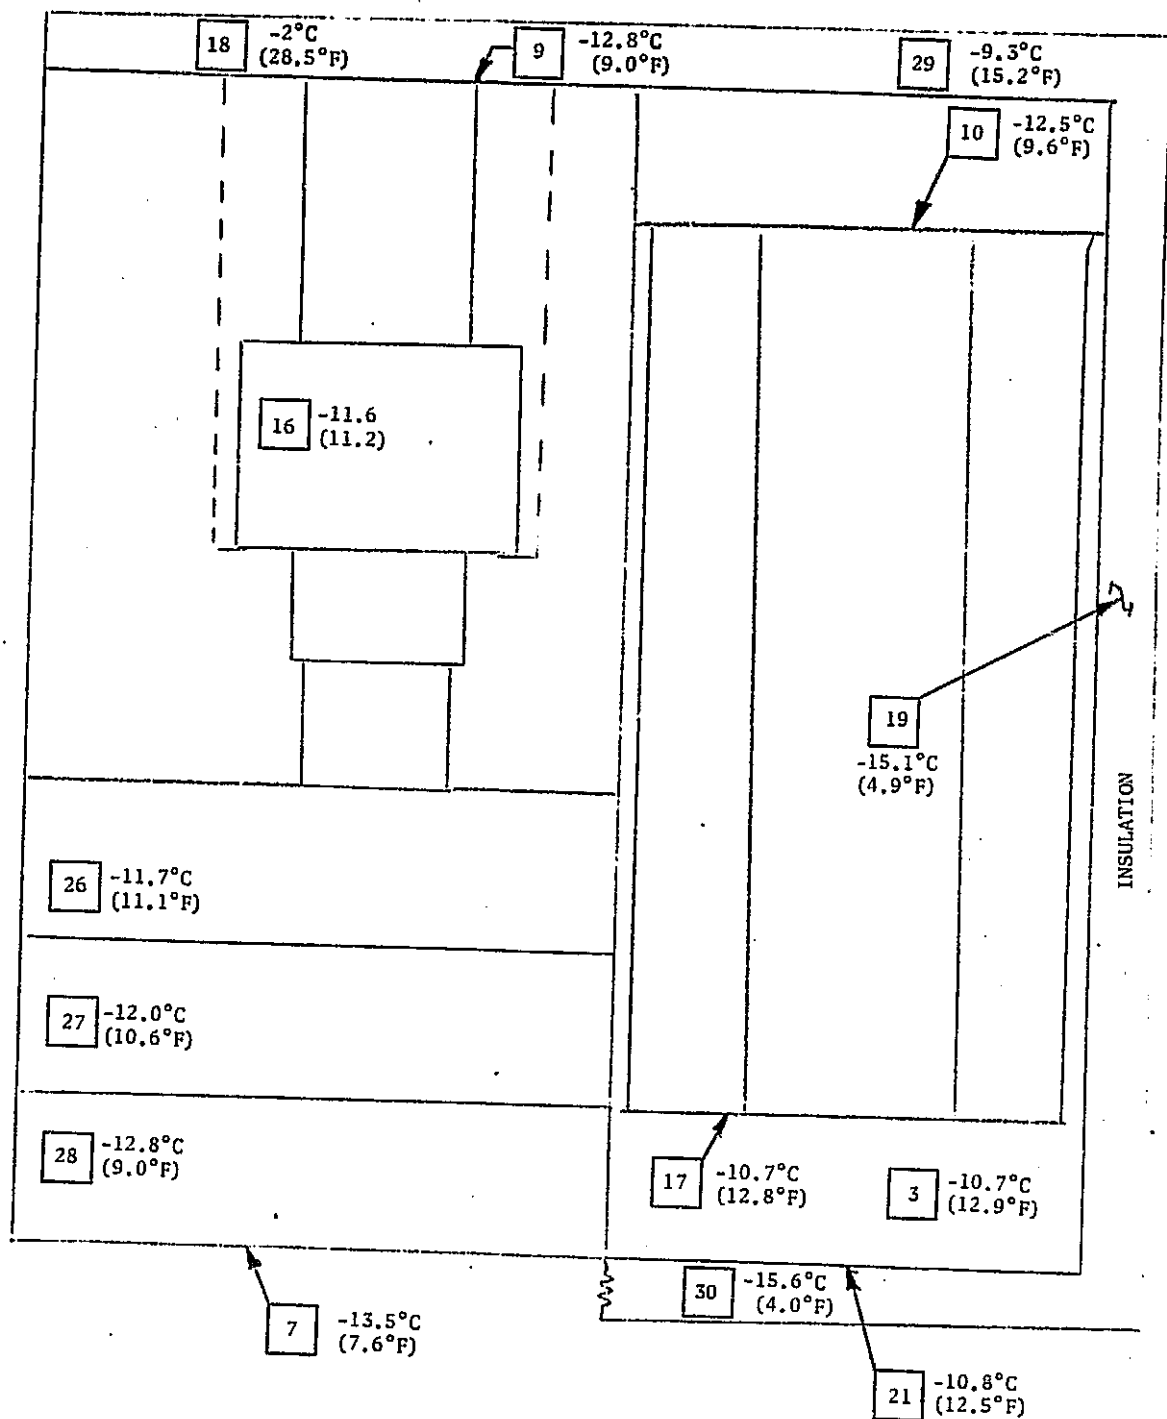 18
-2°C
(28.5°F)
9
-12.8°C
(9.0°F)
29
-9.3°C
(15.2°F)
10
-12.5°C
(9.6°F)
16
-11.6
(11.2)
19
-15.1°C
(4.9°F)
INSULATION
26
-11.7°C
(11.1°F)
27
-12.0°C
(10.6°F)
28
-12.8°C
(9.0°F)
17
-10.7°C
(12.8°F)
3
-10.7°C
(12.9°F)
30
-15.6°C
(4.0°F)
7
-13.5°C
(7.6°F)
21
-10.8°C
(12.5°F)